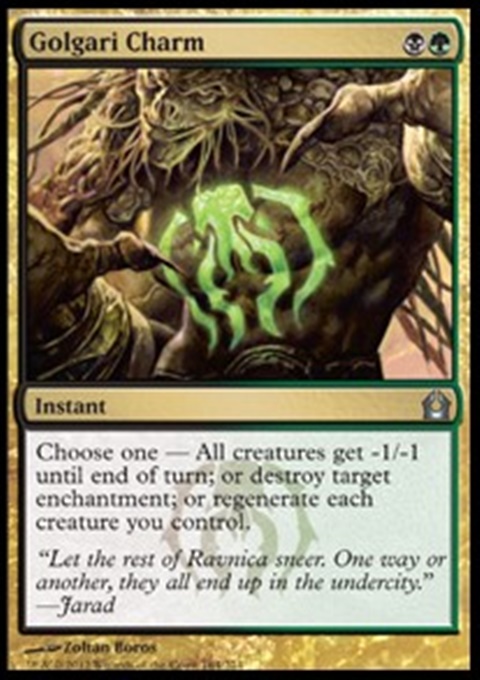 Golgari Charm
Instant
Choose one — All creatures get -1/-1
until end of turn; or destroy target
enchantment; or regenerate each
creature you control.
“Let the rest of Ravnica sneer. One way or
another, they all end up in the undercity.”
—Jarad
Zoltan Boros